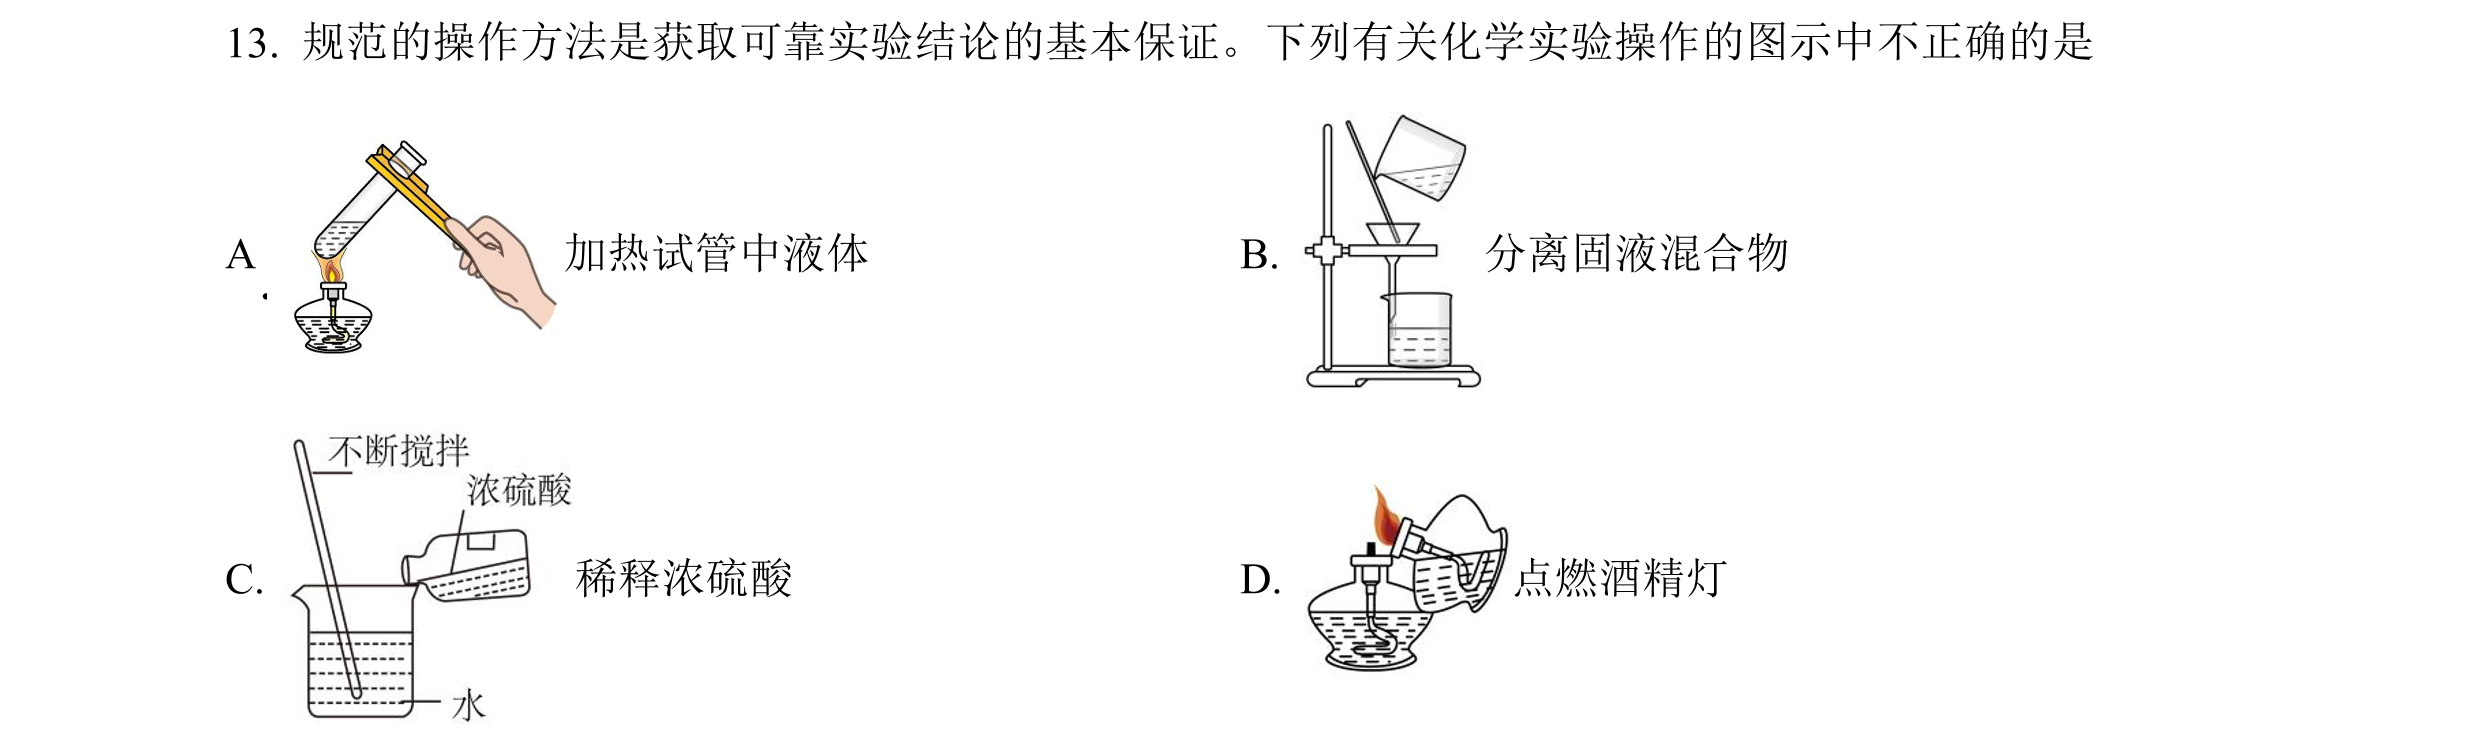 13. 规范的操作方法是获取可靠实验结论的基本保证。下列有关化学实验操作的图示中不正确的是
A. 加热试管中液体
B. 分离固液混合物
不断搅拌
浓硫酸
C. 稀释浓硫酸
水
D. 点燃酒精灯